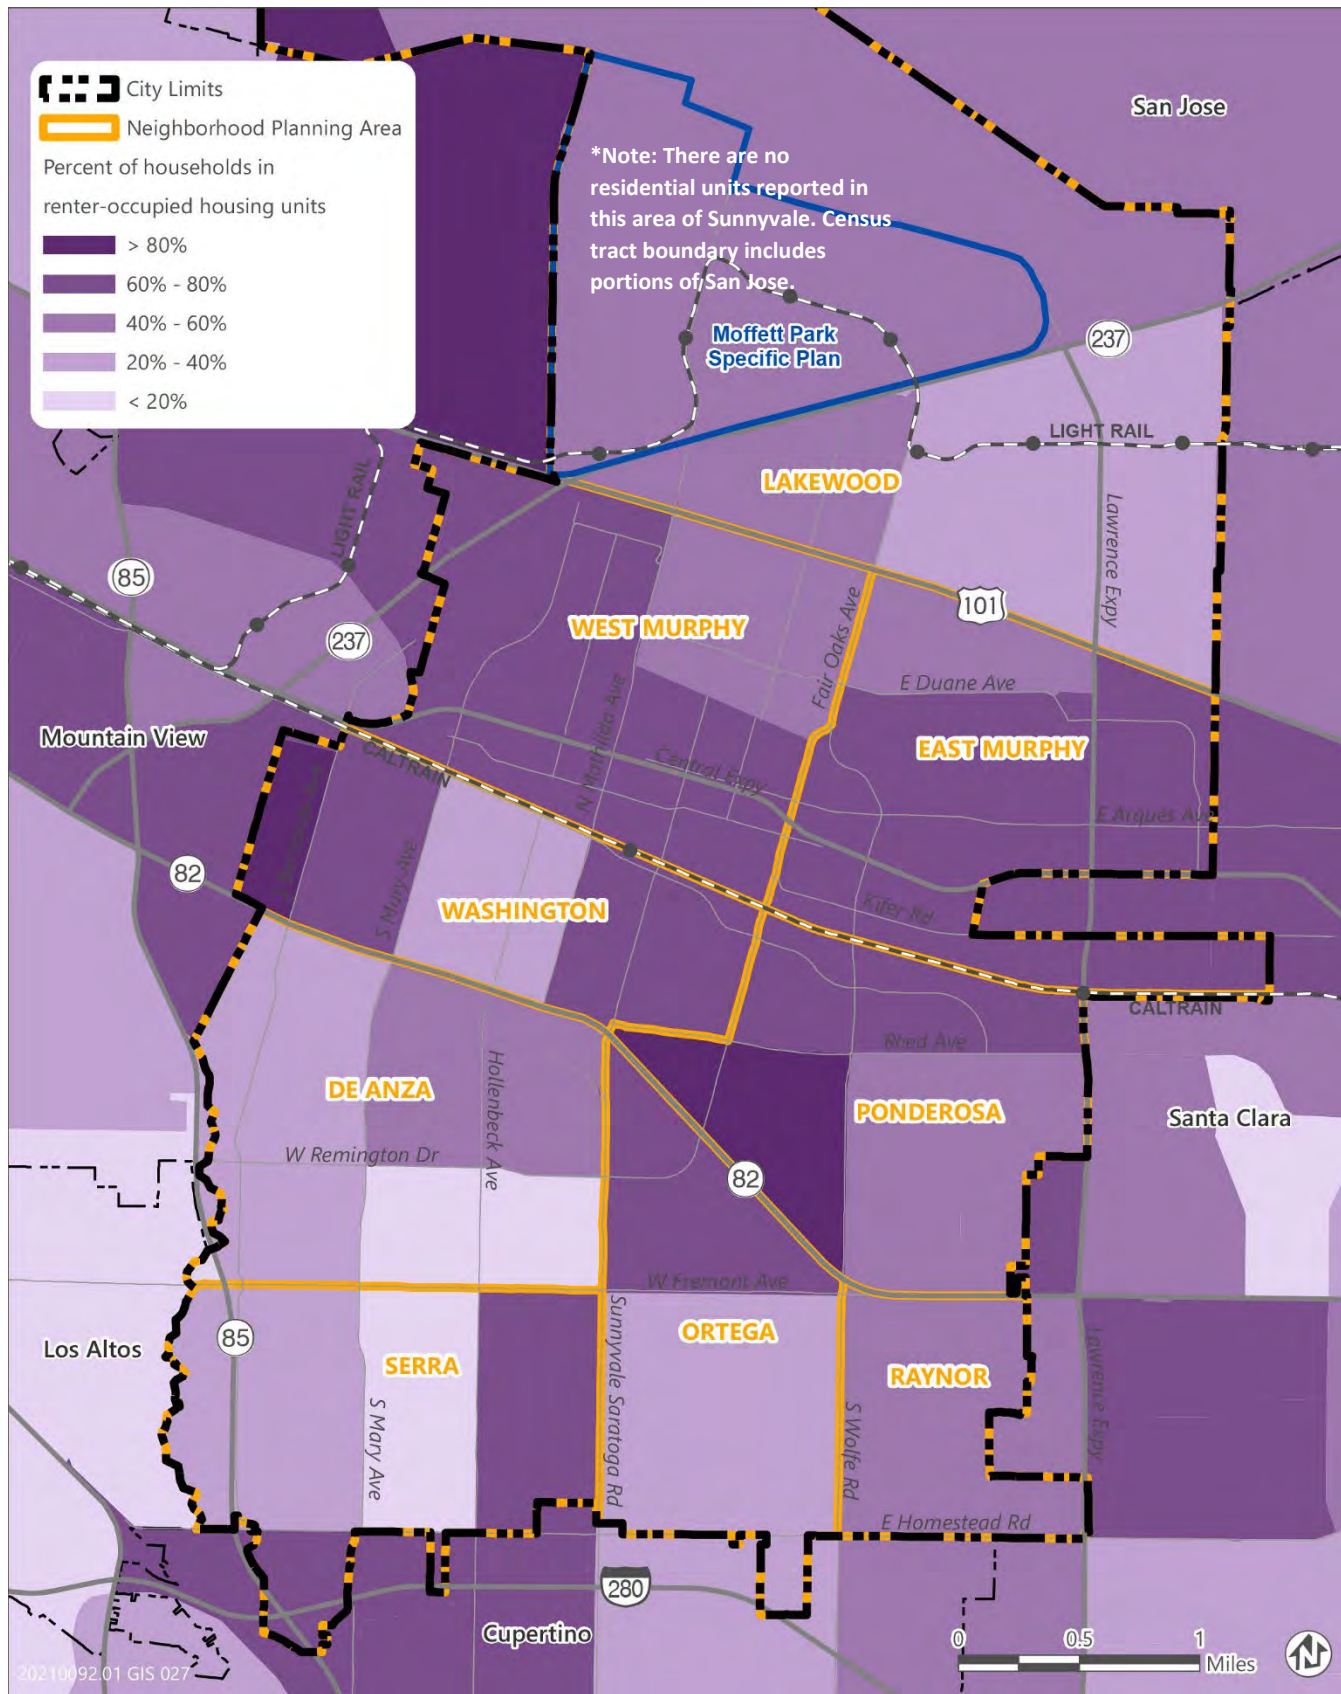 City Limits
Neighborhood Planning Area
Percent of households in
renter-occupied housing units
> 80%
60% - 80%
40% - 60%
20% - 40%
< 20%
San Jose
*Note: There are no
residential units reported in
this area of Sunnyvale. Census
tract boundary includes
portions of San Jose.
Moffett Park
Specific Plan
237
LIGHT RAIL
LAKEWOOD
LIGHT RAIL
Lawrence Expy
85
101
237
WEST MURPHY
Fair Oaks Ave
E Duane Ave
Mountain View
CALTRAIN
N Mathilda Ave
Central Expy
EAST MURPHY
E Arques Ave
82
S Mary Ave
WASHINGTON
Kifer Rd
CALTRAIN
Reed Ave
DE ANZA
Hollenbeck Ave
PONDEROSA
Santa Clara
W Remington Dr
82
W Fremont Ave
Los Altos
85
SERRA
Sunnyvale Saratoga Rd
ORTEGA
RAYNOR
Lawrence Expy
S Mary Ave
S Wolfe Rd
E Homestead Rd
280
Cupertino
0 0.5 1
Miles
N
20210092.01 GIS 027